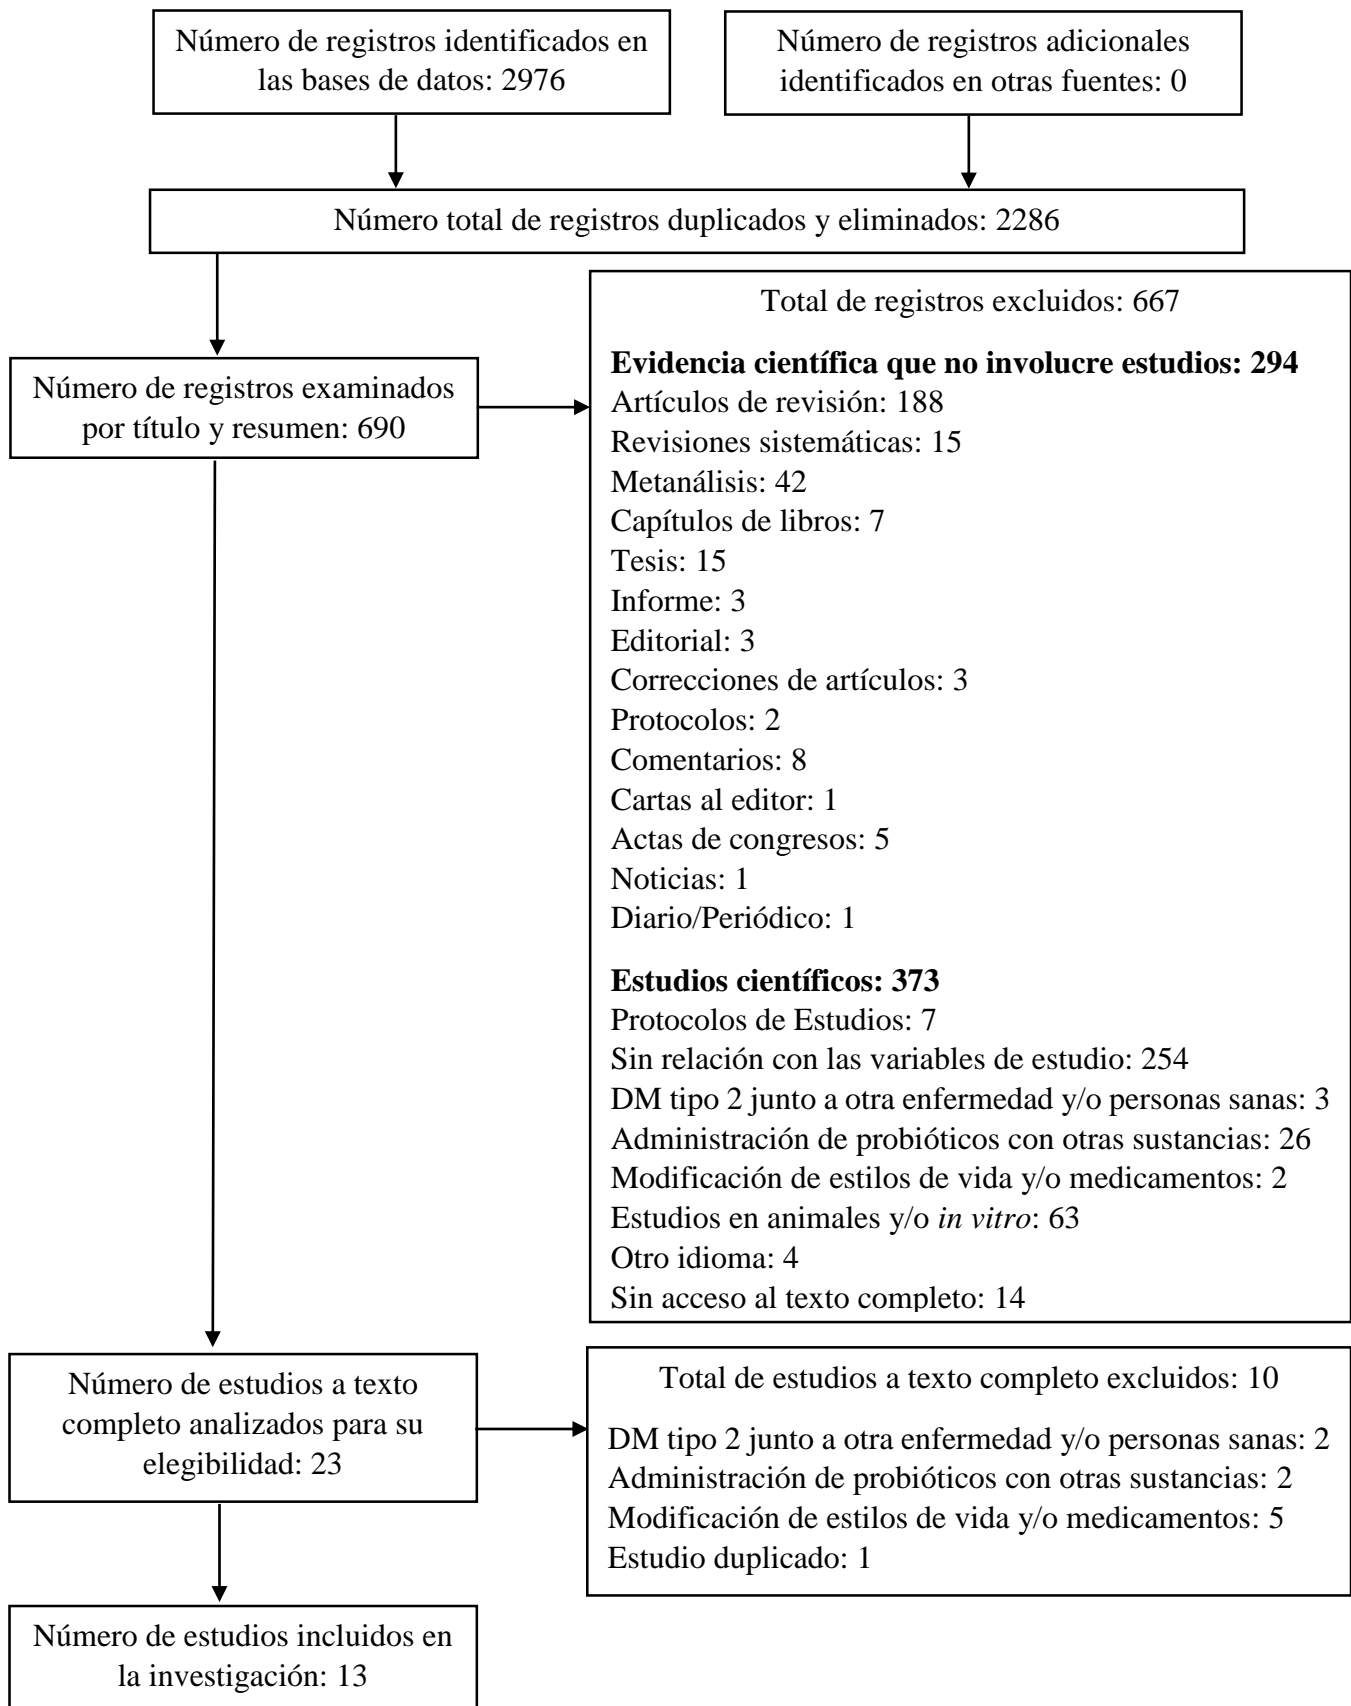 Número de registros identificados en
las bases de datos: 2976
Número de registros adicionales
identificados en otras fuentes: 0
Número total de registros duplicados y eliminados: 2286
Número de registros examinados
por título y resumen: 690
Total de registros excluidos: 667
Evidencia científica que no involucre estudios: 294
Artículos de revisión: 188
Revisiones sistemáticas: 15
Metanálisis: 42
Capítulos de libros: 7
Tesis: 15
Informe: 3
Editorial: 3
Correcciones de artículos: 3
Protocolos: 2
Comentarios: 8
Cartas al editor: 1
Actas de congresos: 5
Noticias: 1
Diario/Periódico: 1
Estudios científicos: 373
Protocolos de Estudios: 7
Sin relación con las variables de estudio: 254
DM tipo 2 junto a otra enfermedad y/o personas sanas: 3
Administración de probióticos con otras sustancias: 26
Modificación de estilos de vida y/o medicamentos: 2
Estudios en animales y/o in vitro: 63
Otro idioma: 4
Sin acceso al texto completo: 14
Número de estudios a texto
completo analizados para su
elegibilidad: 23
Total de estudios a texto completo excluidos: 10
DM tipo 2 junto a otra enfermedad y/o personas sanas: 2
Administración de probióticos con otras sustancias: 2
Modificación de estilos de vida y/o medicamentos: 5
Estudio duplicado: 1
Número de estudios incluidos en
la investigación: 13